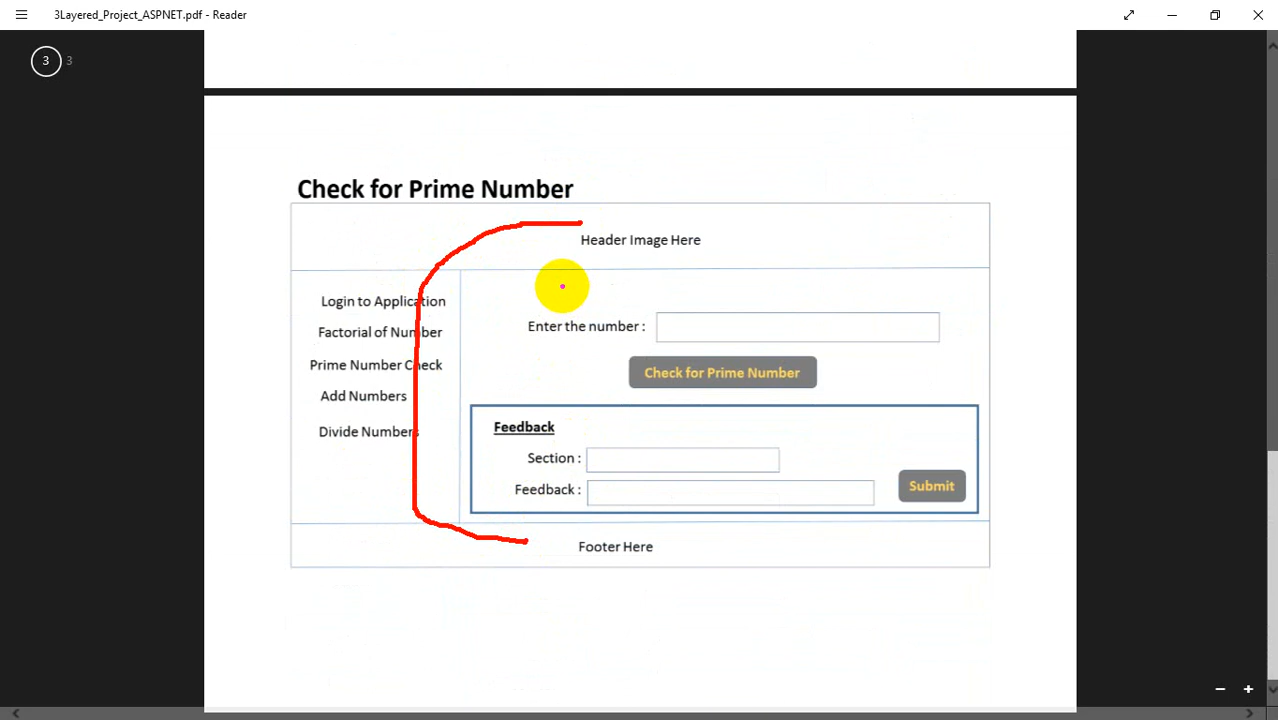 3Layered_Project_ASPNET.pdf - Reader
3 3
Check for Prime Number
Header Image Here
Login to Application
Factorial of Number
Prime Number Check
Add Numbers
Divide Numbers
Enter the number :
Check for Prime Number
Feedback
Section :
Feedback :
Submit
Footer Here